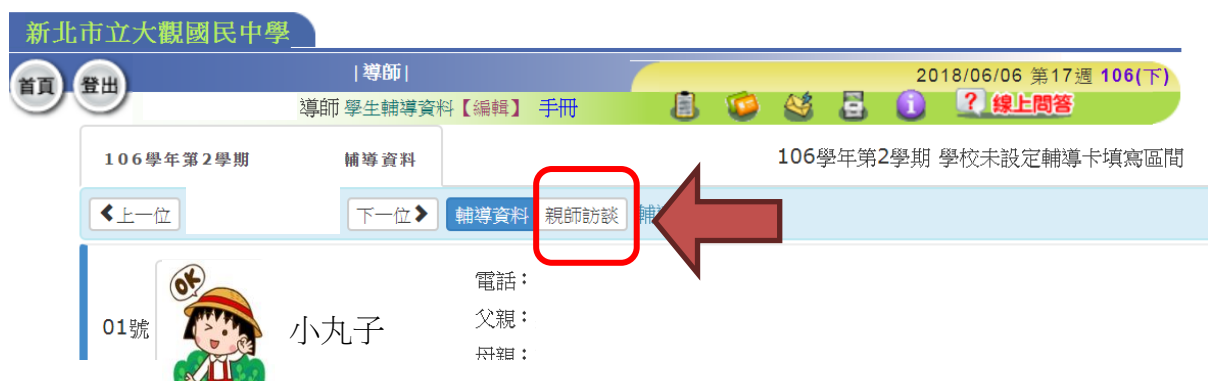 新北市立大觀國民中學
首頁 登出 |導師| 2018/06/06 第17週 106(下)
導師 學生輔導資料【編輯】 手冊 ? 線上問答
106學年第2學期 輔導資料 106學年第2學期 學校未設定輔導卡填寫區間
上一位 下一位 輔導資料 親師訪談
電話：
OK
01號 小丸子 父親：
母親：